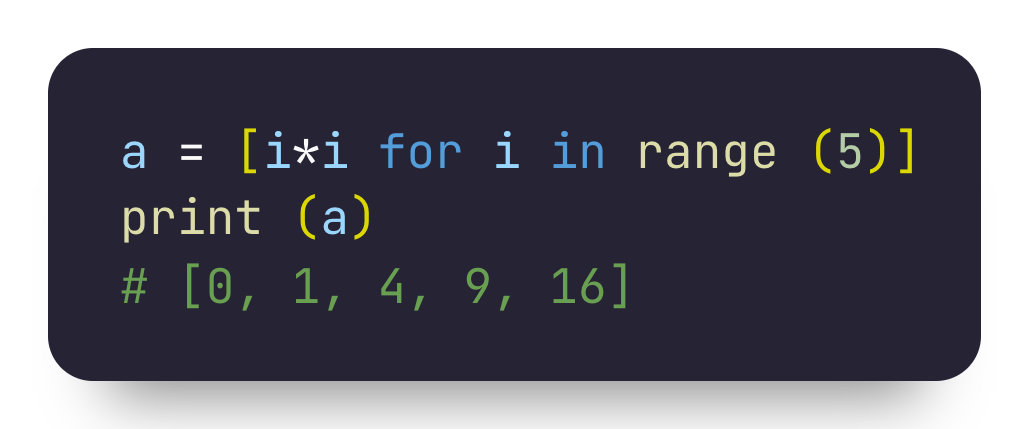 a = [i*i for i in range (5)]
print (a)
# [0, 1, 4, 9, 16]